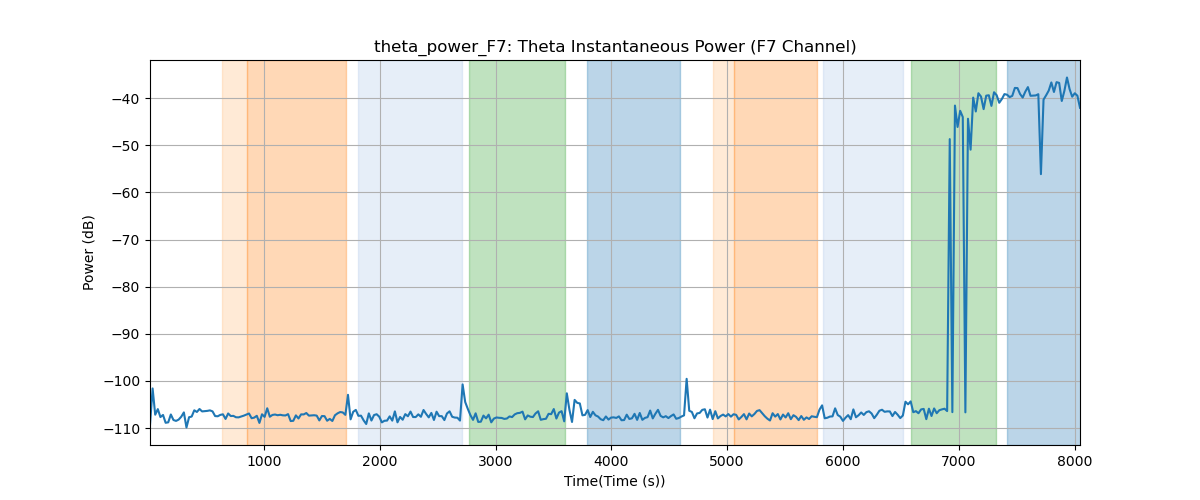 theta_power_F7: Theta Instantaneous Power (F7 Channel)
Power (dB)
−40
−50
−60
−70
−80
−90
−100
−110
1000 2000 3000 4000 5000 6000 7000 8000
Time(Time (s))